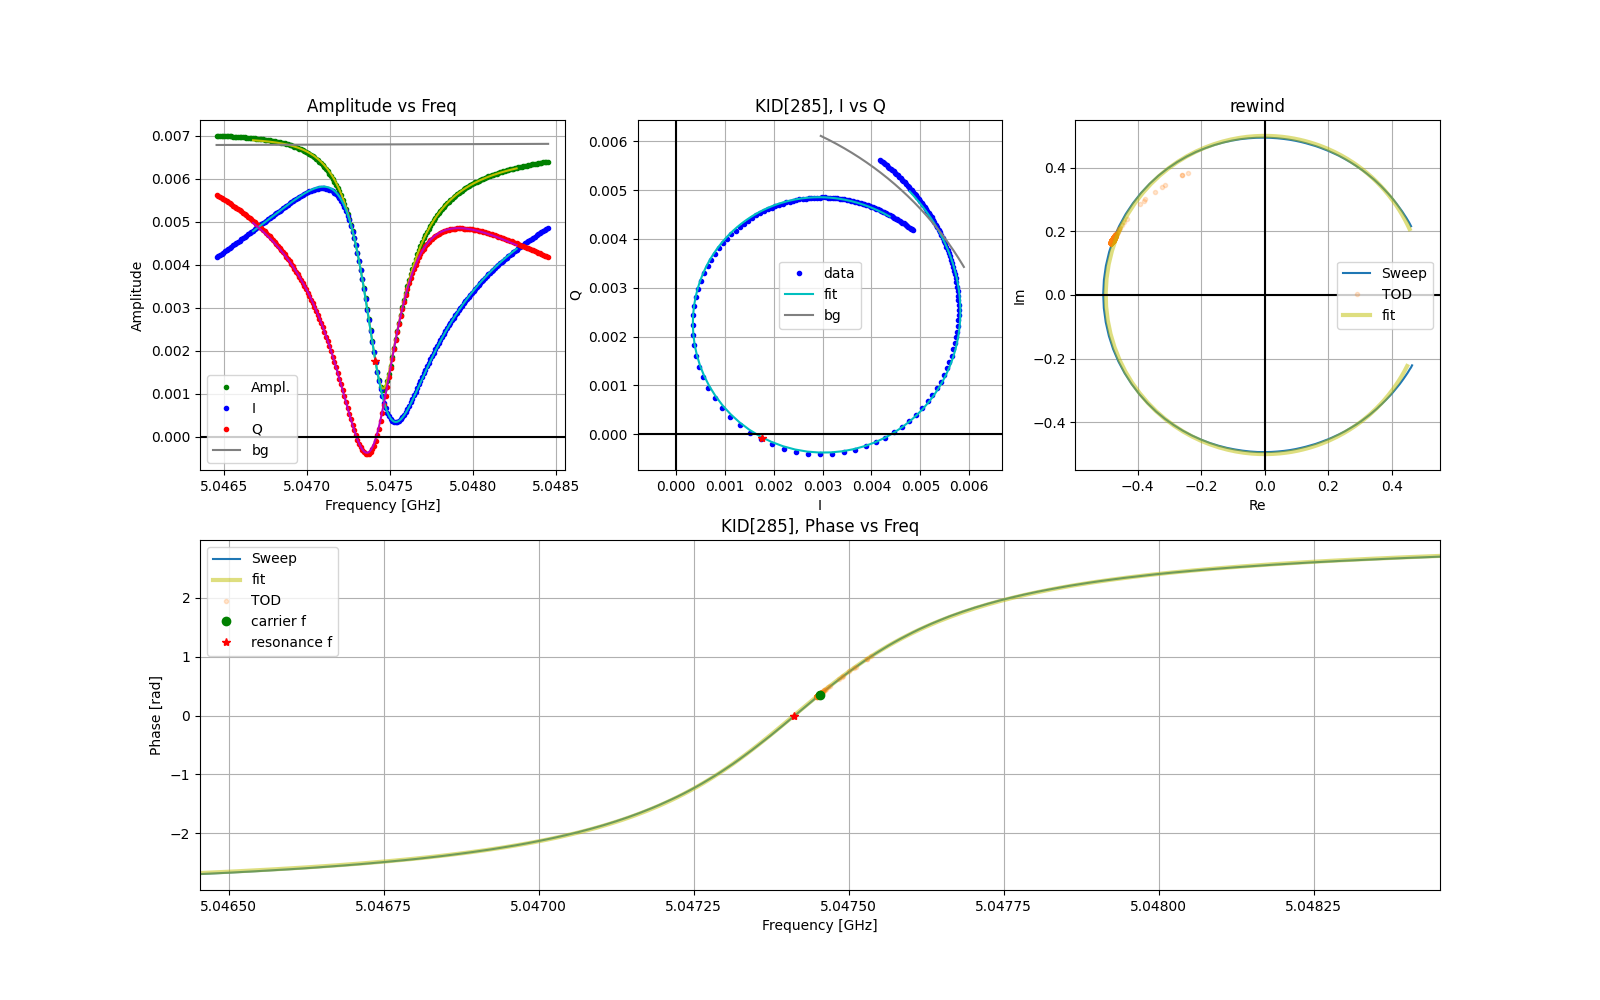 Amplitude vs Freq
Amplitude
0.007
0.006
0.005
0.004
0.003
0.002
0.001
0.000
Ampl.
I
Q
bg
5.0465 5.0470 5.0475 5.0480 5.0485
Frequency [GHz]
KID[285], I vs Q
Q
0.006
0.005
0.004
0.003
0.002
0.001
0.000
data
fit
bg
0.000 0.001 0.002 0.003 0.004 0.005 0.006
I
rewind
Im
0.4
0.2
0.0
−0.2
−0.4
Sweep
TOD
fit
−0.4 −0.2 0.0 0.2 0.4
Re
KID[285], Phase vs Freq
Phase [rad]
2
1
0
−1
−2
Sweep
fit
TOD
carrier f
resonance f
5.04650 5.04675 5.04700 5.04725 5.04750 5.04775 5.04800 5.04825
Frequency [GHz]